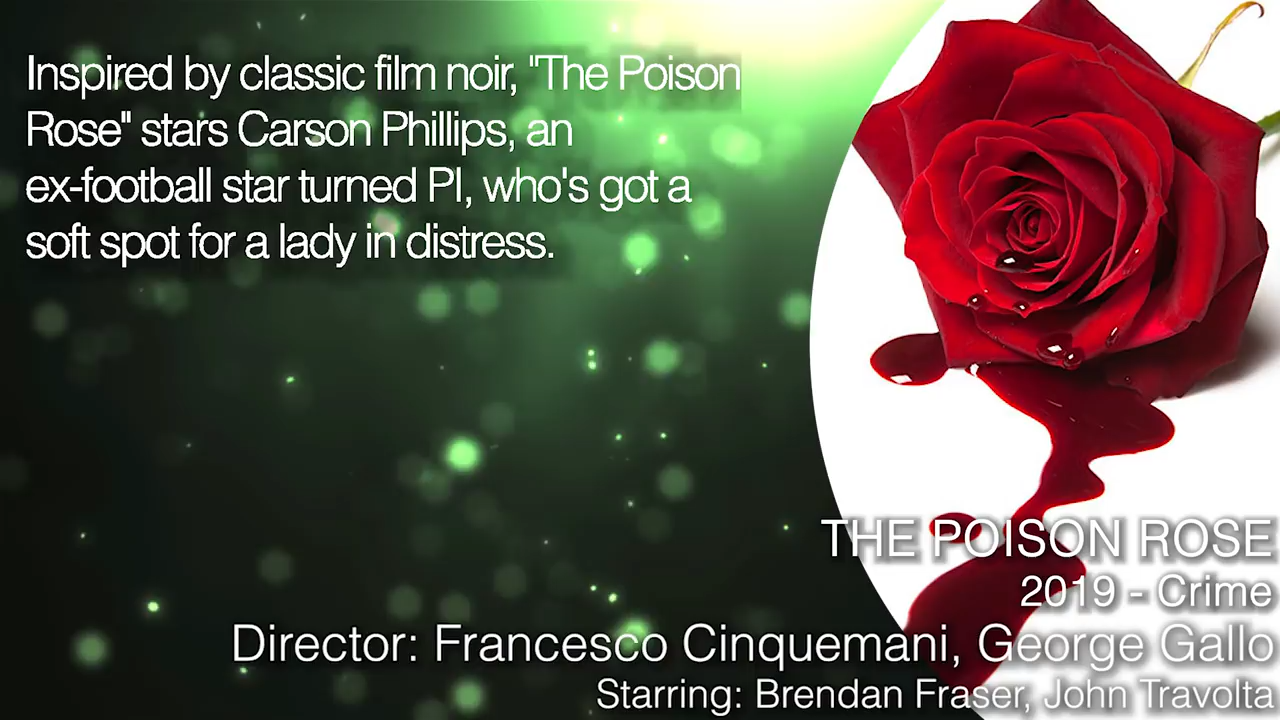 Inspired by classic film noir, "The Poison
Rose" stars Carson Phillips, an
ex-football star turned PI, who's got a
soft spot for a lady in distress.
THE POISON ROSE
2019 - Crime
Director: Francesco Cinquemani, George Gallo
Starring: Brendan Fraser, John Travolta